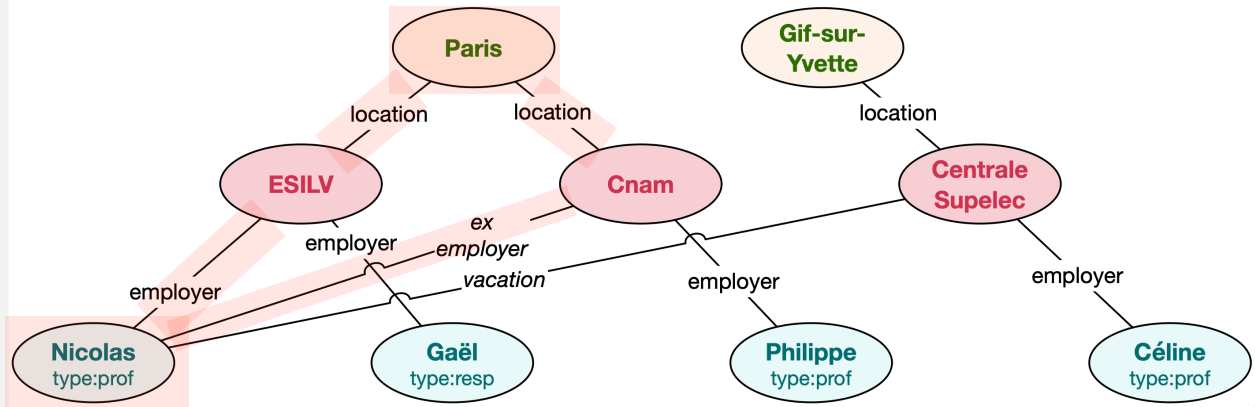 Paris
Gif-sur-
Yvette
location
location
location
ESILV
Cnam
Centrale
Supelec
ex
employer
employer
vacation
employer
employer
employer
Nicolas
type:prof
Gaël
type:resp
Philippe
type:prof
Céline
type:prof